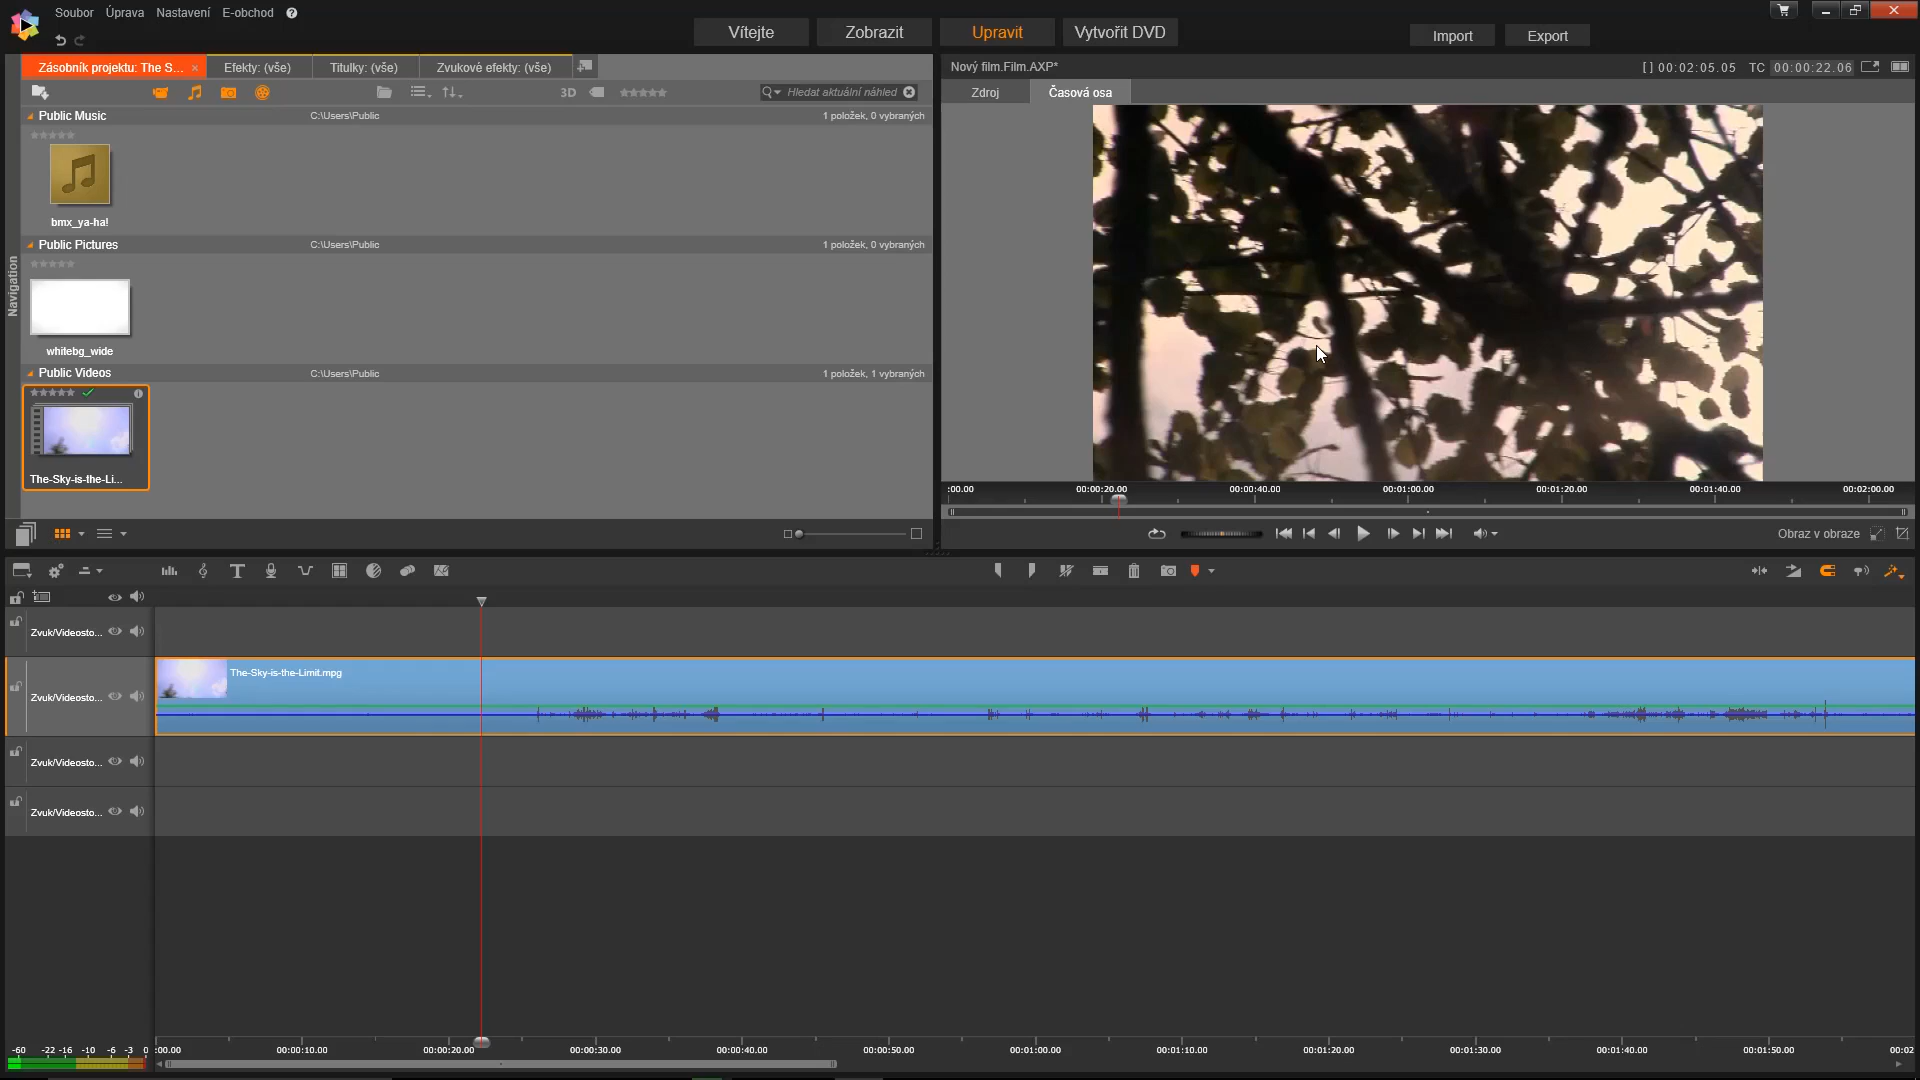 Soubor Úprava Nastavení E-obchod ?
Vítejte Zobrazit Upravit Vytvořit DVD
Import Export
Zásobník projektu: The S... × Efekty: (vše) Titulky: (vše) Zvukové efekty: (vše)
Nový film.Film.AXP*
[ ] 00:02:05.05 TC 00:00:22.06
3D
Hledat aktuální náhled
Zdroj Časová osa
Public Music C:\Users\Public 1 položek, 0 vybraných
bmx_ya-ha!
Public Pictures C:\Users\Public 1 položek, 0 vybraných
whitebg_wide
Public Videos C:\Users\Public 1 položek, 1 vybraných
The-Sky-is-the-Li...
Navigation
:00.00 00:00:20.00 00:00:40.00 00:01:00.00 00:01:20.00 00:01:40.00 00:02:00.00
Obraz v obraze
Zvuk/Videosto...
Zvuk/Videosto...
The-Sky-is-the-Limit.mpg
Zvuk/Videosto...
Zvuk/Videosto...
-60 -22 -16 -10 -6 -3 0
:00.00 00:00:10.00 00:00:20.00 00:00:30.00 00:00:40.00 00:00:50.00 00:01:00.00 00:01:10.00 00:01:20.00 00:01:30.00 00:01:40.00 00:01:50.00 00:02